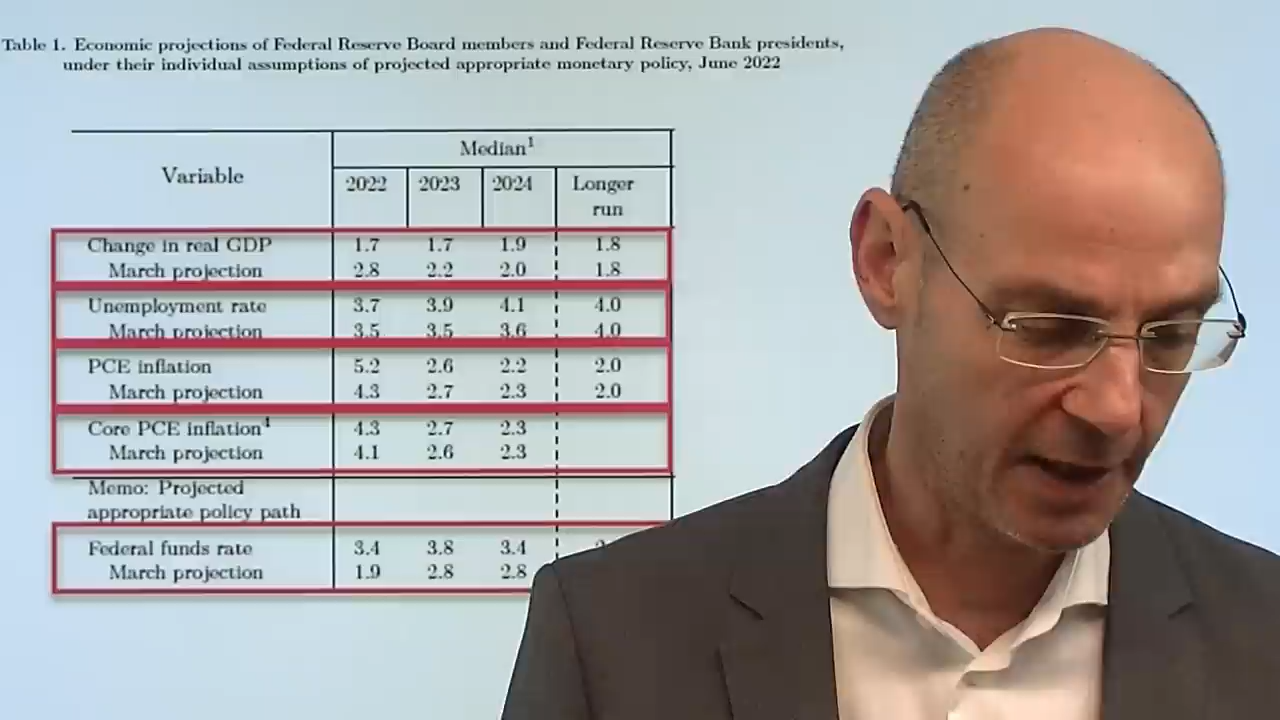 Table 1. Economic projections of Federal Reserve Board members and Federal Reserve Bank presidents,
under their individual assumptions of projected appropriate monetary policy, June 2022
Variable
Median¹
2022 2023 2024 Longer run
Change in real GDP 1.7 1.7 1.9 1.8
March projection 2.8 2.2 2.0 1.8
Unemployment rate 3.7 3.9 4.1 4.0
March projection 3.5 3.5 3.6 4.0
PCE inflation 5.2 2.6 2.2 2.0
March projection 4.3 2.7 2.3 2.0
Core PCE inflation⁴ 4.3 2.7 2.3
March projection 4.1 2.6 2.3
Memo: Projected
appropriate policy path
Federal funds rate 3.4 3.8 3.4
March projection 1.9 2.8 2.8